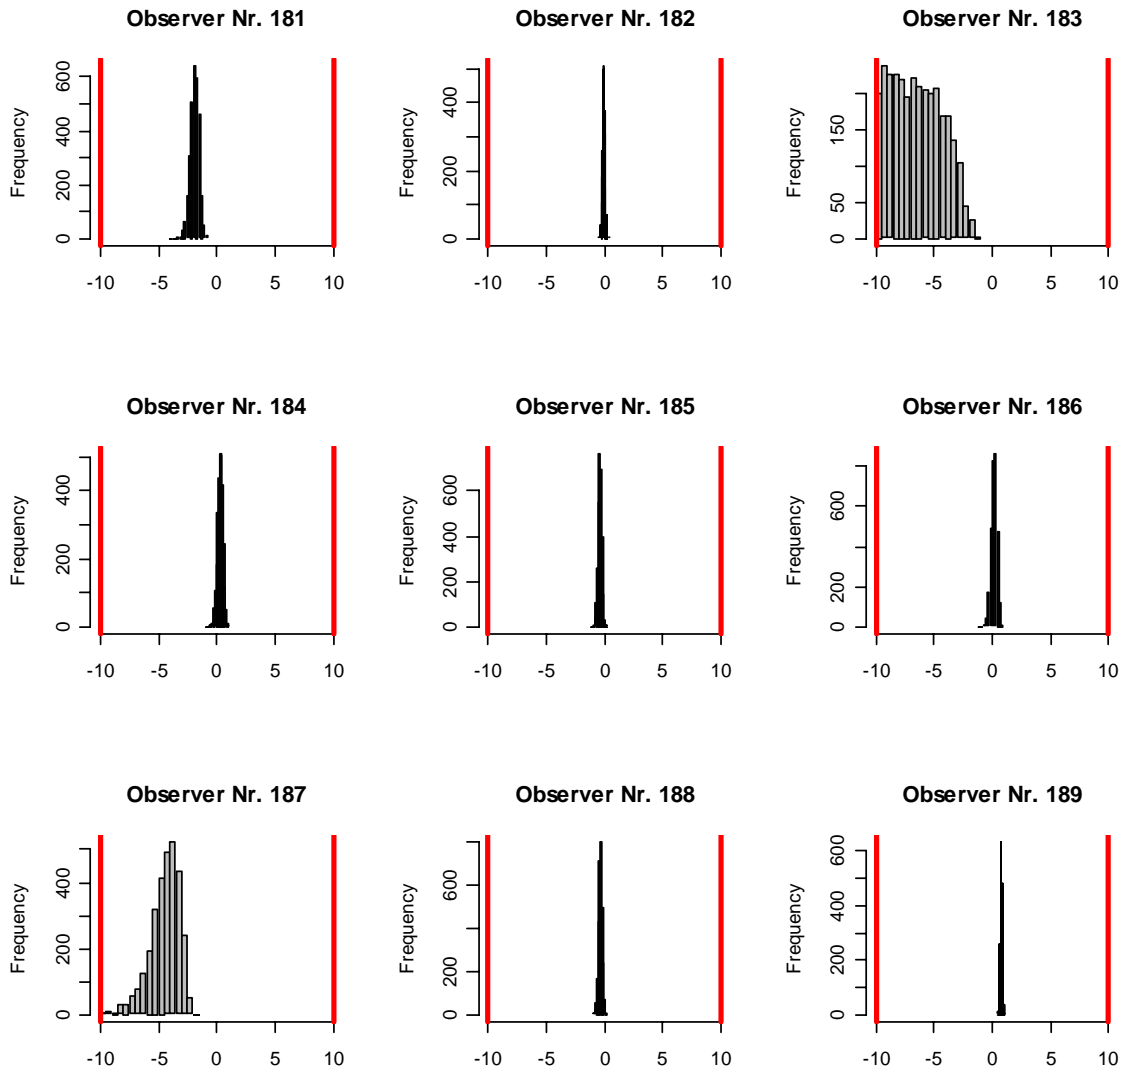 Observer Nr. 181
Observer Nr. 182
Observer Nr. 183
Frequency
0 200 400 600
-10 -5 0 5 10
Frequency
0 200 400
-10 -5 0 5 10
Frequency
0 50 150
-10 -5 0 5 10
Observer Nr. 184
Observer Nr. 185
Observer Nr. 186
Frequency
0 200 400
-10 -5 0 5 10
Frequency
0 200 400 600
-10 -5 0 5 10
Frequency
0 200 600
-10 -5 0 5 10
Observer Nr. 187
Observer Nr. 188
Observer Nr. 189
Frequency
0 200 400
-10 -5 0 5 10
Frequency
0 200 600
-10 -5 0 5 10
Frequency
0 200 400 600
-10 -5 0 5 10